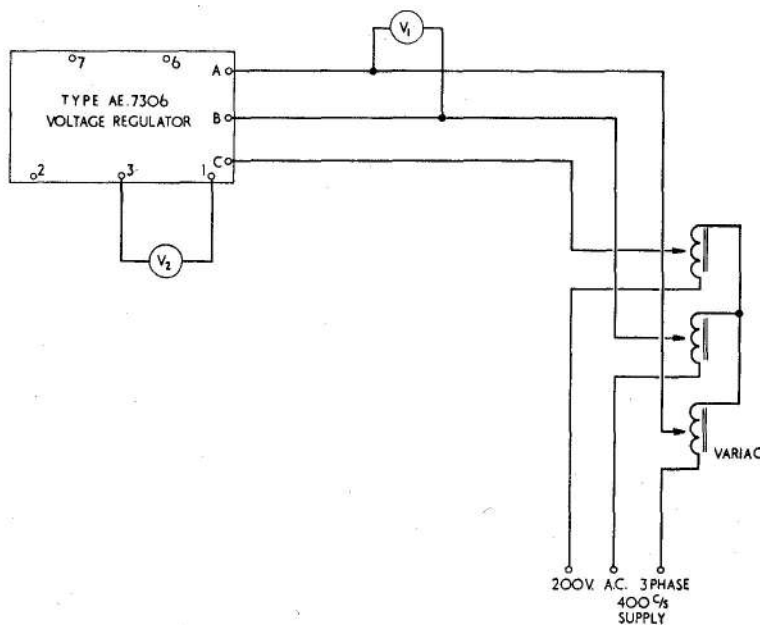 V1
7
6
A
TYPE AE.7306
VOLTAGE REGULATOR
B
C
2
3
1
V2
VARIAC
200V. A.C. 3 PHASE
400 C/S
SUPPLY